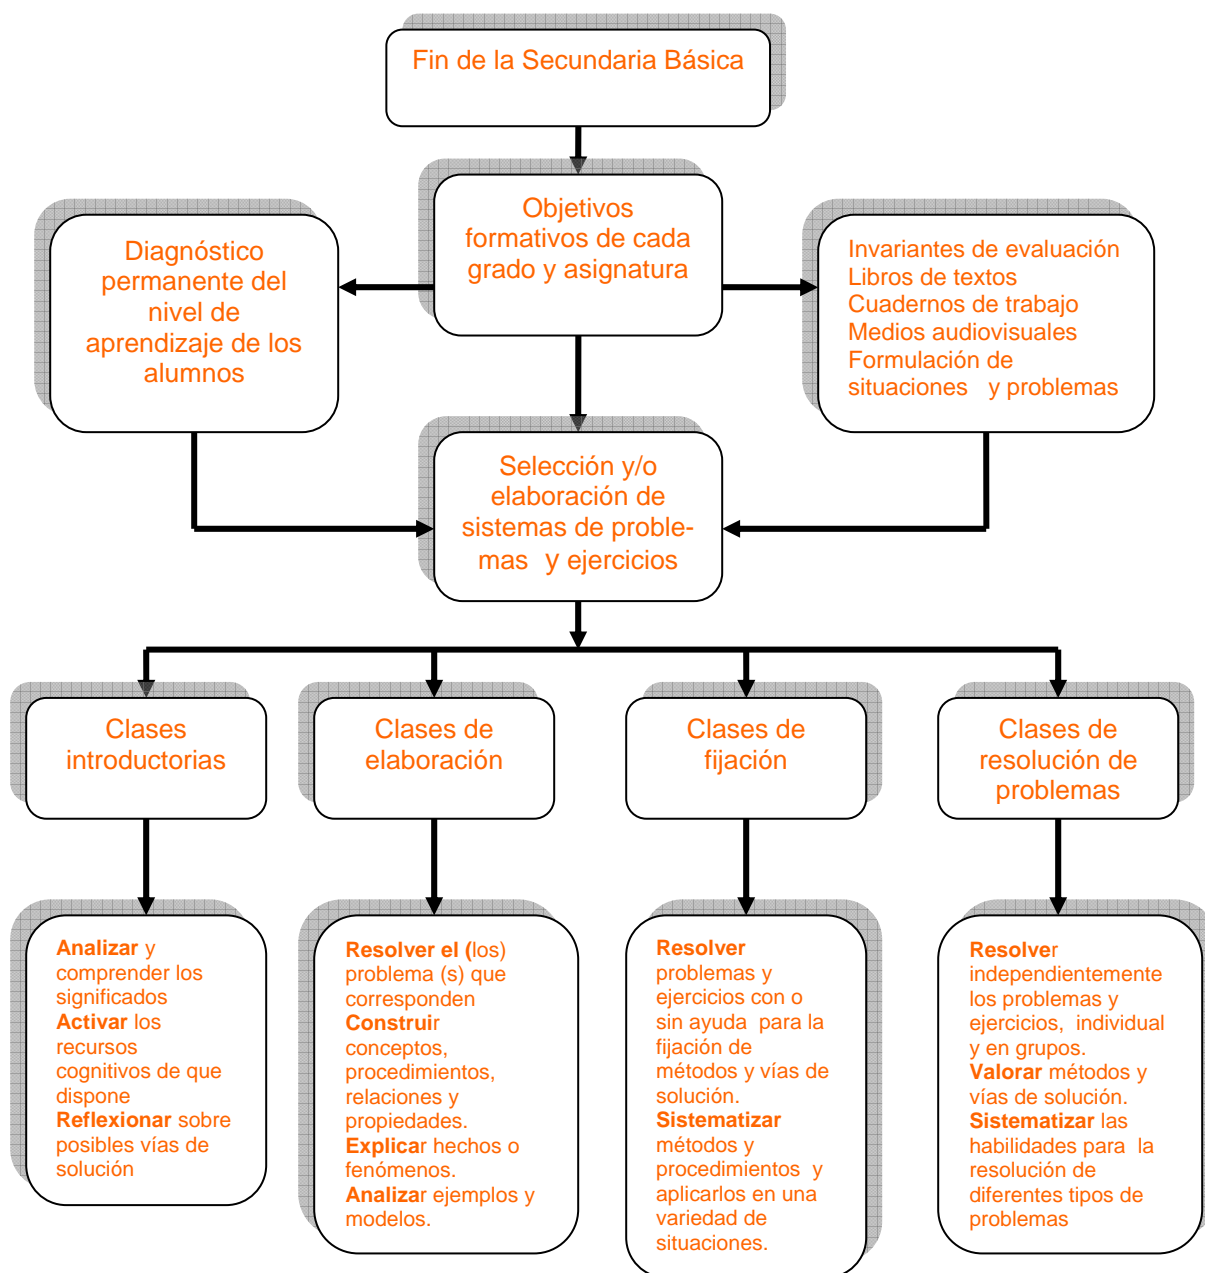 Fin de la Secundaria Básica
Objetivos
formativos de cada
grado y asignatura
Diagnóstico
permanente del
nivel de
aprendizaje de los
alumnos
Invariantes de evaluación
Libros de textos
Cuadernos de trabajo
Medios audiovisuales
Formulación de
situaciones y problemas
Selección y/o
elaboración de
sistemas de proble-
mas y ejercicios
Clases
introductorias
Clases de
elaboración
Clases de
fijación
Clases de
resolución de
problemas
Analizar y
comprender los
significados
Activar los
recursos
cognitivos de que
dispone
Reflexionar sobre
posibles vías de
solución
Resolver el (los)
problema (s) que
corresponden
Construir
conceptos,
procedimientos,
relaciones y
propiedades.
Explicar hechos o
fenómenos.
Analizar ejemplos y
modelos.
Resolver
problemas y
ejercicios con o
sin ayuda para la
fijación de
métodos y vías de
solución.
Sistematizar
métodos y
procedimientos y
aplicarlos en una
variedad de
situaciones.
Resolver
independientemente
los problemas y
ejercicios, individual
y en grupos.
Valorar métodos y
vías de solución.
Sistematizar las
habilidades para la
resolución de
diferentes tipos de
problemas